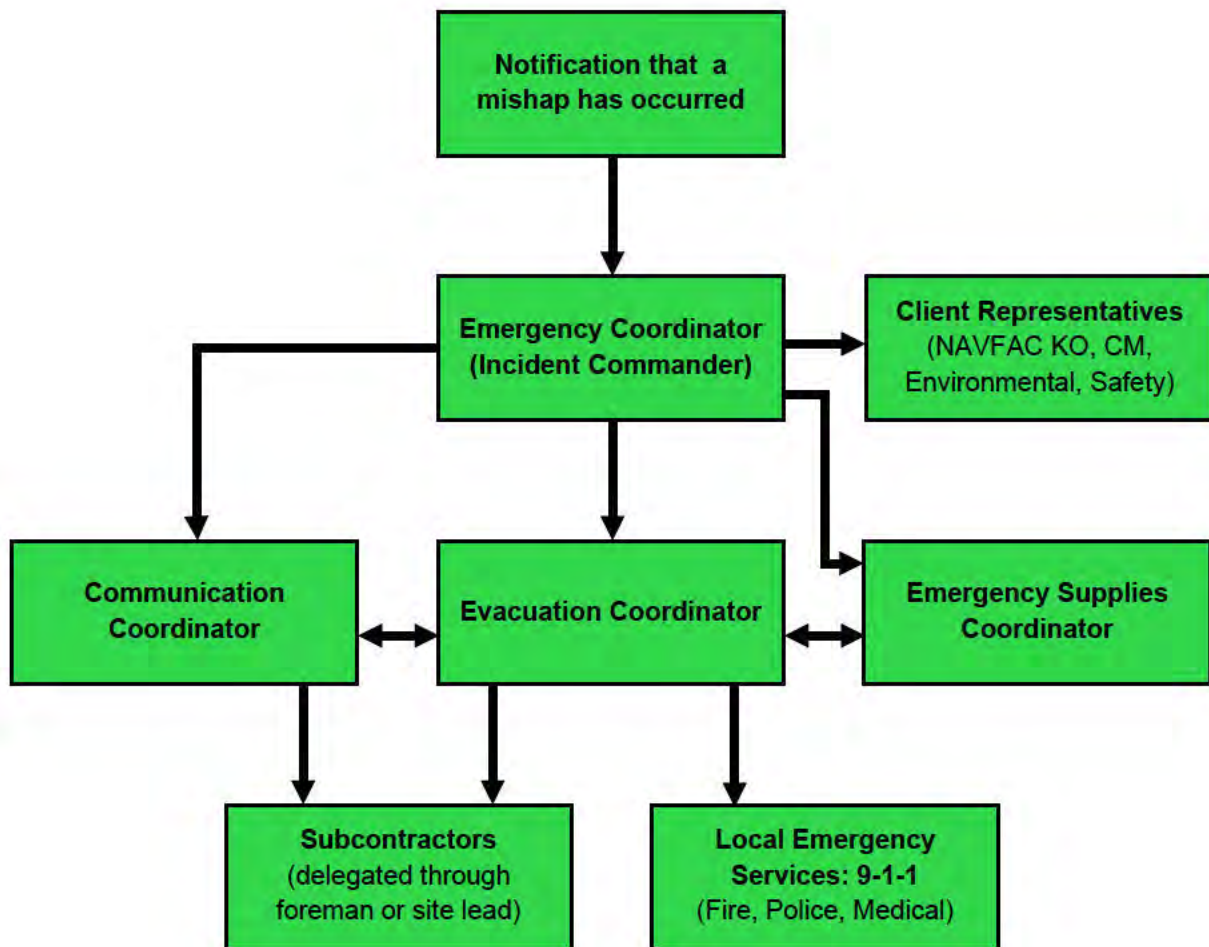 Notification that a
mishap has occurred
Emergency Coordinator
(Incident Commander)
Client Representatives
(NAVFAC KO, CM,
Environmental, Safety)
Communication
Coordinator
Evacuation Coordinator
Emergency Supplies
Coordinator
Subcontractors
(delegated through
foreman or site lead)
Local Emergency
Services: 9-1-1
(Fire, Police, Medical)